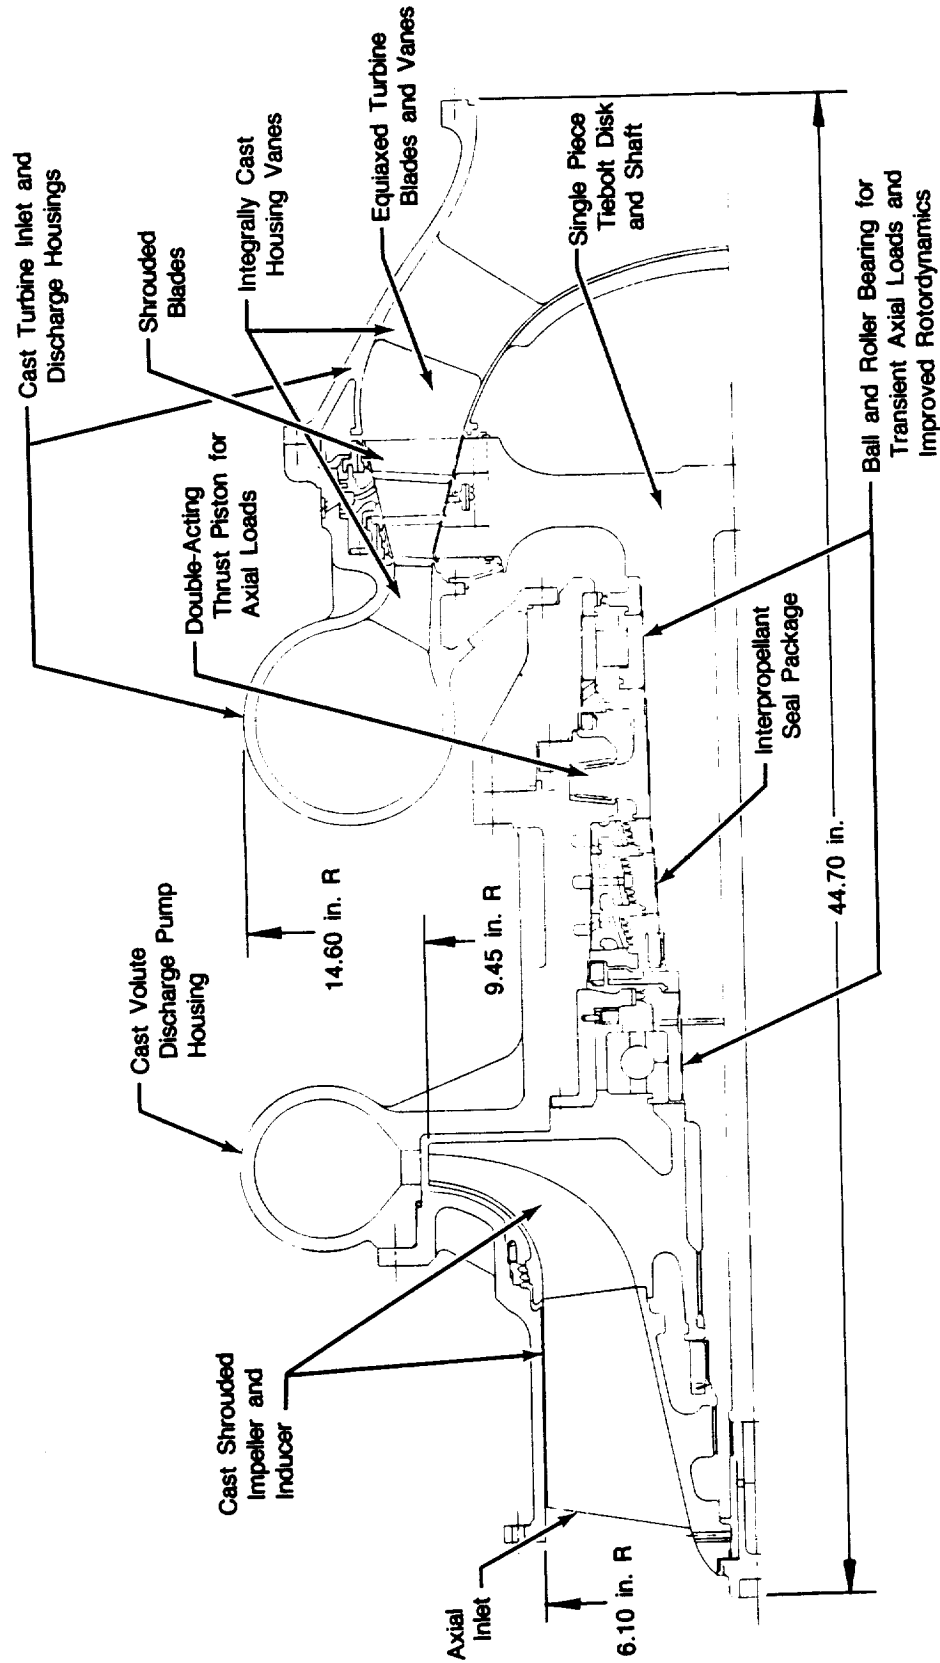 Cast Turbine Inlet and
Discharge Housings
Shrouded
Blades
Integrally Cast
Housing Vanes
Equiaxed Turbine
Blades and Vanes
Double-Acting
Thrust Piston for
Axial Loads
Single Piece
Tiebolt Disk
and Shaft
Cast Volute
Discharge Pump
Housing
14.60 in. R
9.45 in. R
Interpropellant
Seal Package
Ball and Roller Bearing for
Transient Axial Loads and
Improved Rotordynamics
44.70 in.
Cast Shrouded
Impeller and
Inducer
Axial
Inlet
6.10 in. R